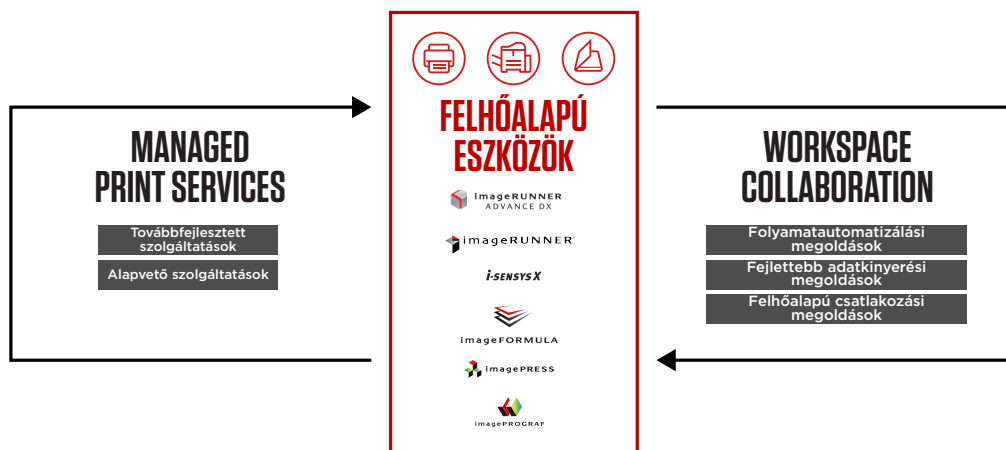 MANAGED
PRINT SERVICES
Továbbfejlesztett
szolgáltatások
Alapvető szolgáltatások
FELHŐALAPÚ
ESZKÖZÖK
imageRUNNER
ADVANCE DX
imageRUNNER
i-SENSYS X
imageFORMULA
imagePRESS
imagePROGRAF
WORKSPACE
COLLABORATION
Folyamatautomatizálási
megoldások
Fejlettebb adatkinyerési
megoldások
Felhőalapú csatlakozási
megoldások